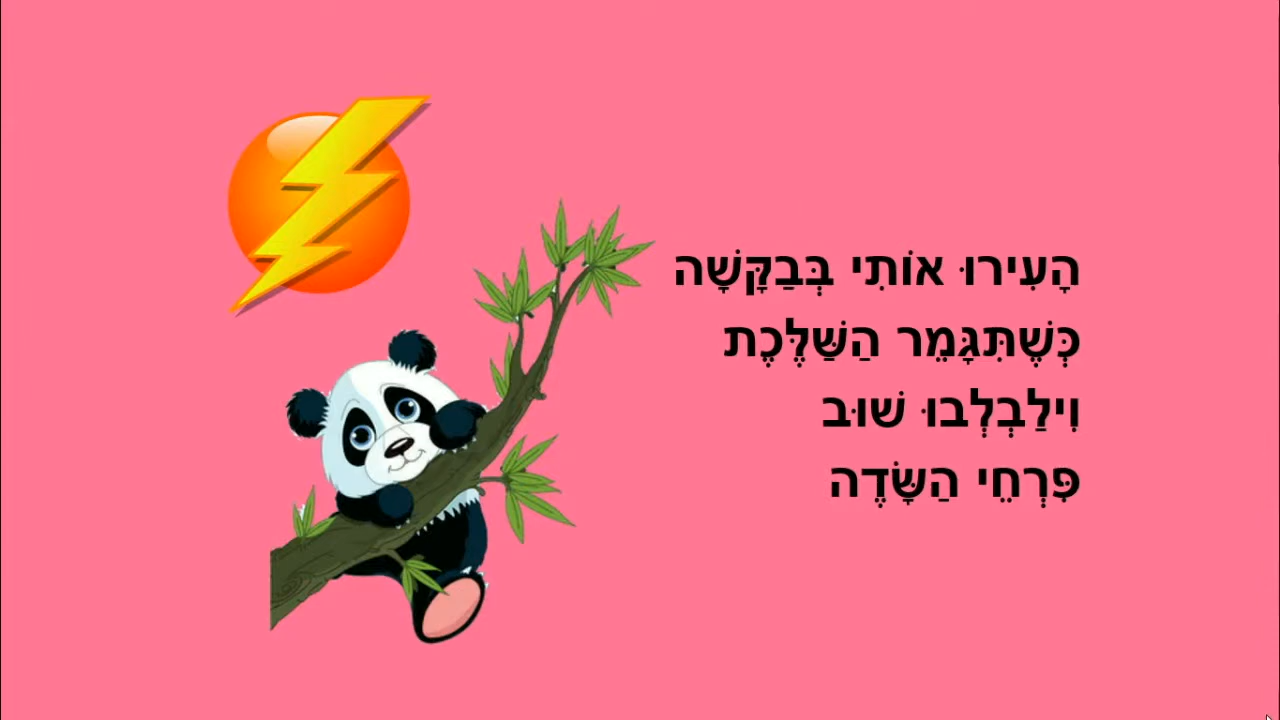 הָעִירוּ אוֹתִי בְּבַקָּשָׁה
כְּשֶׁתִּגָּמֵר הַשַּׁלֶּכֶת
וִילַבְלְבוּ שׁוּב
פִּרְחֵי הַשָּׂדֶה